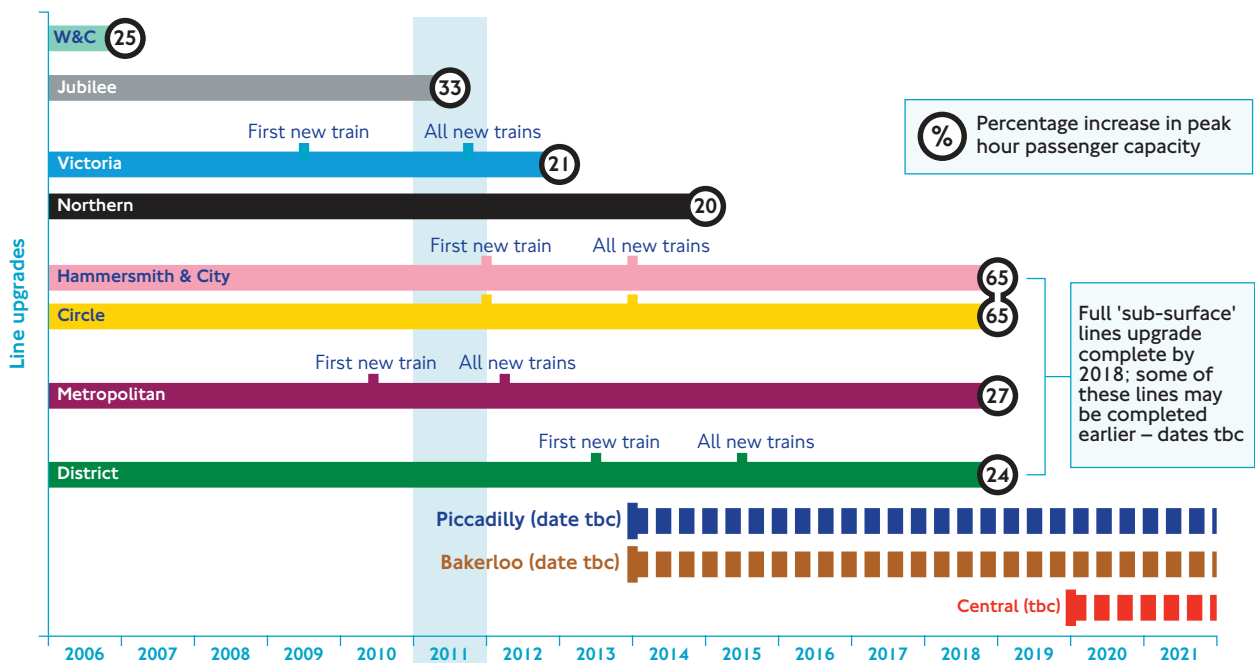 W&C
25
Jubilee
33
%
Percentage increase in peak
hour passenger capacity
First new train
All new trains
Victoria
21
Northern
20
First new train
All new trains
Hammersmith & City
65
Circle
65
First new train
All new trains
Metropolitan
27
Full 'sub-surface'
lines upgrade
complete by
2018; some of
these lines may
be completed
earlier – dates tbc
First new train
All new trains
District
24
Piccadilly (date tbc)
Bakerloo (date tbc)
Central (tbc)
Line upgrades
2006 2007 2008 2009 2010 2011 2012 2013 2014 2015 2016 2017 2018 2019 2020 2021